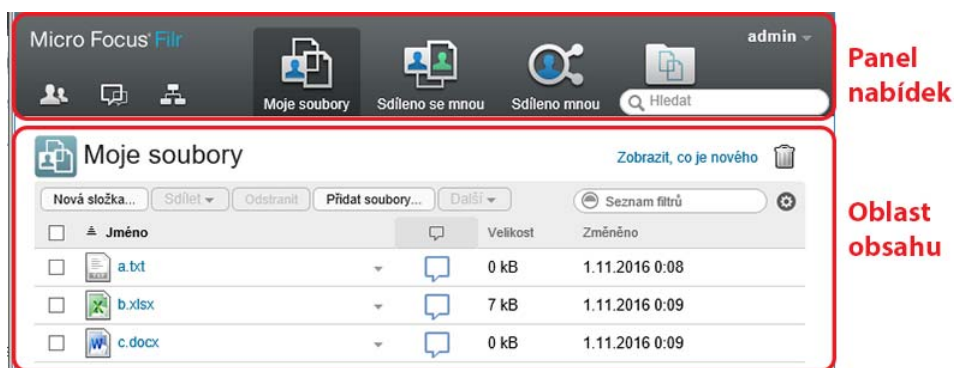 Micro Focus Filr
admin
Moje soubory
Sdíleno se mnou
Sdíleno mnou
Hledat
Panel
nabídek
Moje soubory
Zobrazit, co je nového
Nová složka... Sdílet Odstranit Přidat soubory... Další Seznam filtrů
Jméno Velikost Změněno
a.txt 0 kB 1.11.2016 0:08
b.xlsx 7 kB 1.11.2016 0:09
c.docx 0 kB 1.11.2016 0:09
Oblast
obsahu